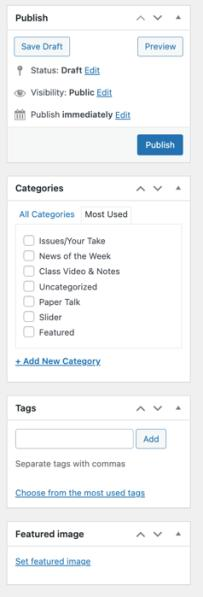 Publish
Save Draft Preview
Status: Draft Edit
Visibility: Public Edit
Publish immediately Edit
Publish
Categories
All Categories Most Used
Issues/Your Take
News of the Week
Class Video & Notes
Uncategorized
Paper Talk
Slider
Featured
+ Add New Category
Tags
Add
Separate tags with commas
Choose from the most used tags
Featured image
Set featured image